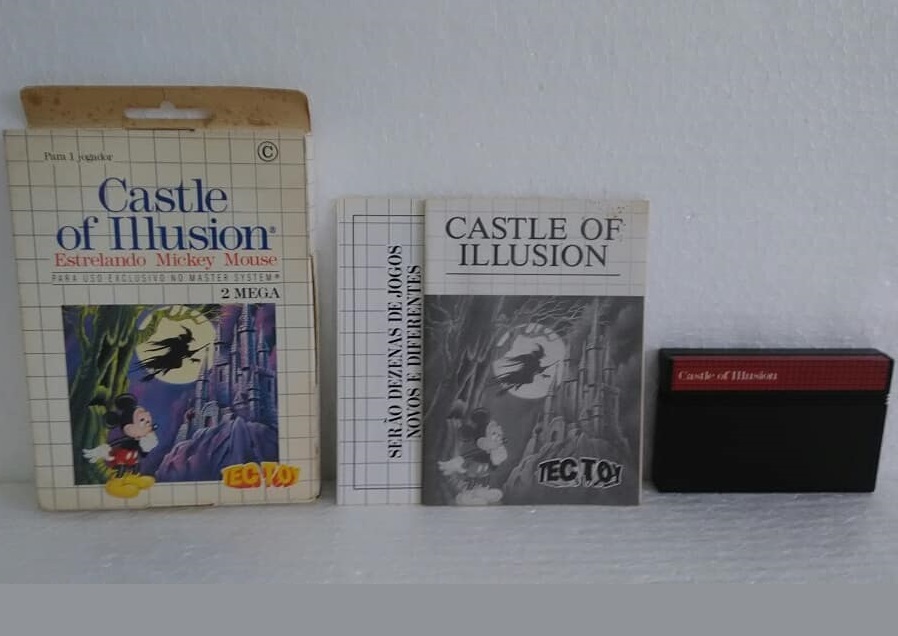 Para 1 jogador
©
Castle
of Illusion®
Estrelando Mickey Mouse
PARA USO EXCLUSIVO NO MASTER SYSTEM®
2 MEGA
TEC TOY
SERÃO DEZENAS DE JOGOS
NOVOS E DIFERENTES
CASTLE OF
ILLUSION
TEC TOY
Castle of Illusion